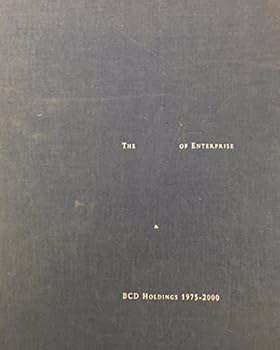 The of Enterprise
&
BCD Holdings 1975-2000